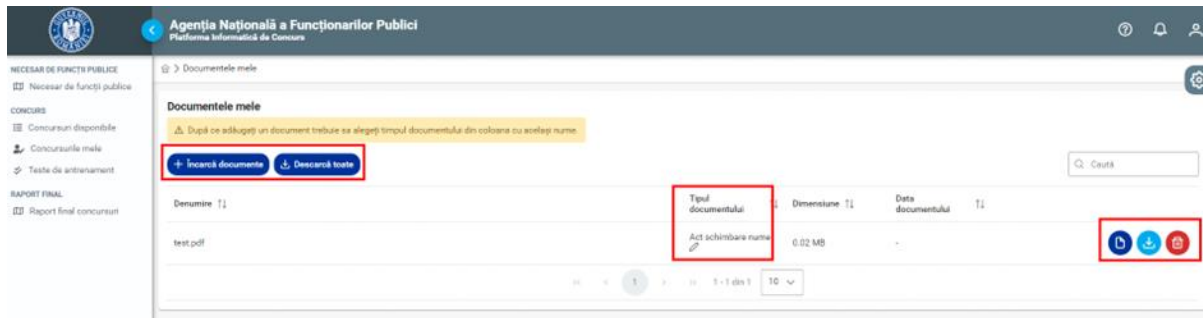 Agenția Națională a Funcționarilor Publici
Platforma Informatică de Concurs
NECESAR DE FUNCȚII PUBLICE
Necesar de funcții publice
CONCURS
Concursuri disponibile
Concursurile mele
Teste de antrenament
RAPORT FINAL
Raport final concursuri
Documentele mele
Documentele mele
După ce adăugați un document trebuie sa alegeți timpul documentului din coloana cu același nume.
+ Încarcă documente
Descarcă toate
Caută
Denumire
Tipul documentului
Dimensiune
Data documentului
test.pdf
Act schimbare nume
0.02 MB
-
1
1 - 1 din 1
10